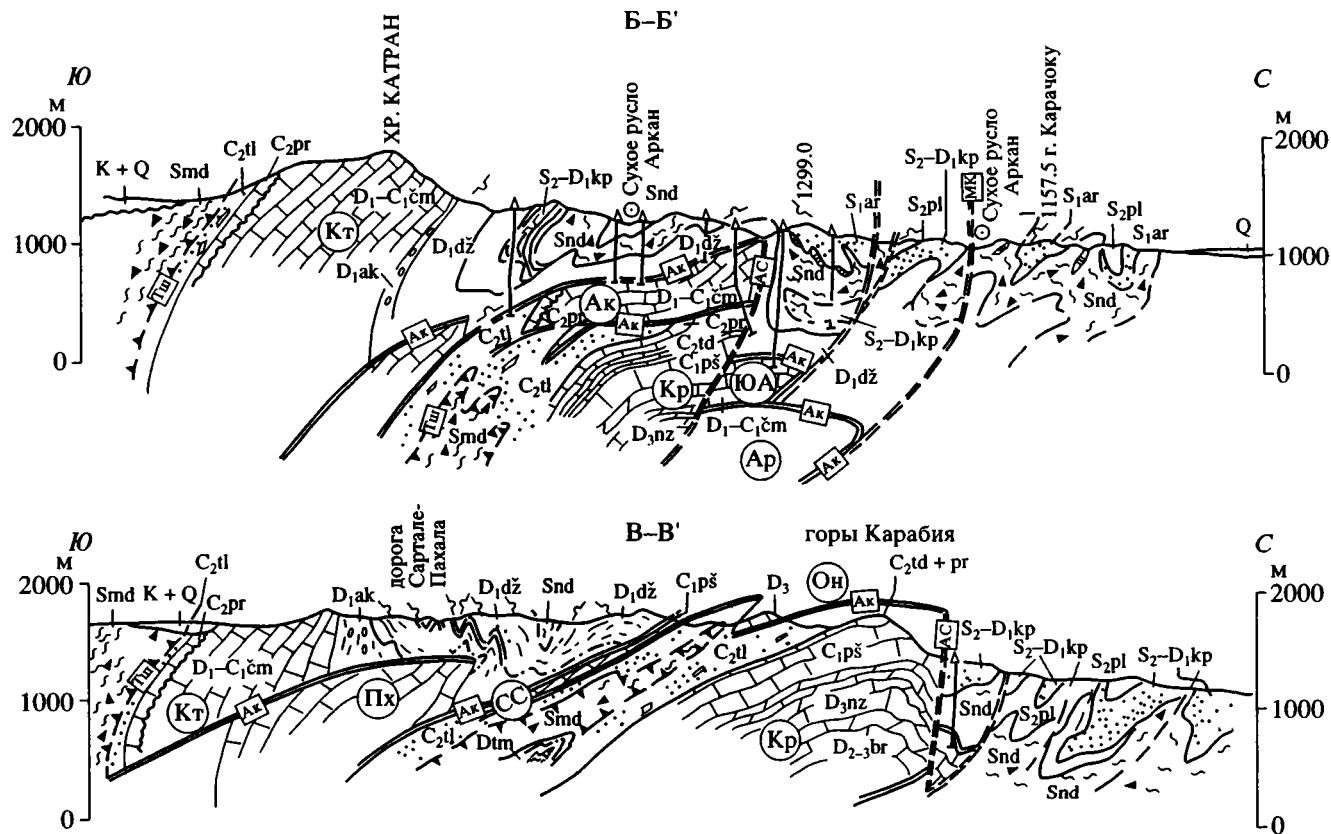 Б–Б'
Ю
С
м
2000
1000
0
м
2000
1000
0
ХР. КАТРАН
Сухое русло
Аркан
1299.0
МК
Сухое русло
Аркан
1157.5 г. Карачоку
K + Q
Smd
C₂tl
C₂pr
D₁–C₁čm
Кт
D₁ak
D₁dž
S₂–D₁kp
Snd
Snd
D₁dž
S₁ar
S₂pl
S₂–D₁kp
S₁ar
S₂pl
S₁ar
Q
Тш
Ак
Ак
Ак
D₁–C₁čm
АС
Snd
Snd
C₂tl
C₂pr
Ак
C₂pr
C₂td
C₁pš
S₂–D₁kp
D₁dž
C₂tl
Кр
ЮА
Ак
Тш
Smd
D₃nz
D₁–C₁čm
Ак
Ар
Ак
В–В'
Ю
С
м
2000
1000
0
м
2000
1000
0
дорога
Сартале-
Пахала
горы Карабия
Smd
K + Q
C₂tl
C₂pr
D₁ak
D₁dž
Snd
D₁dž
C₁pš
D₃
Он
Ак
C₂td + pr
АС
S₂–D₁kp
S₂–D₁kp
S₂pl
S₂–D₁kp
Тш
D₁–C₁čm
Кт
Ак
Пх
Ак
СС
C₂tl
Dtm
Smd
C₂tl
C₁pš
D₃nz
Кр
D₂₋₃br
Snd
S₂pl
Snd
Snd